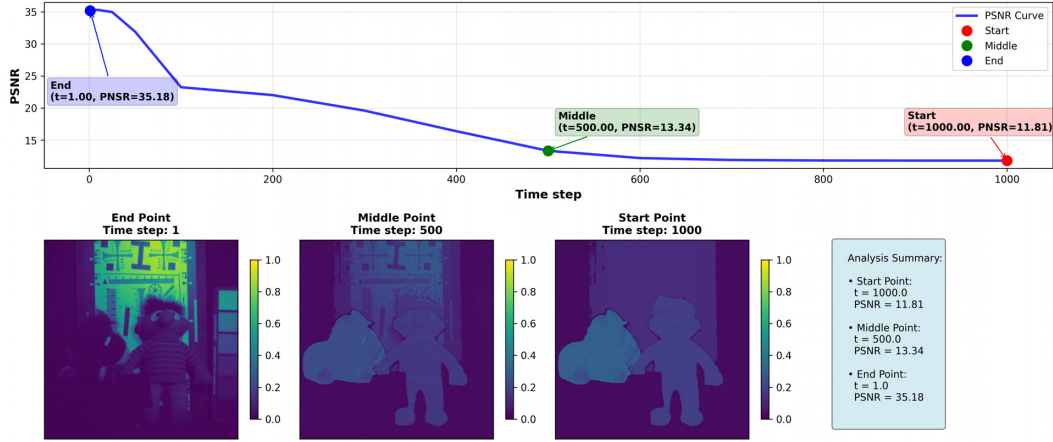 35
30
25
20
15
PSNR
End
(t=1.00, PNSR=35.18)
Middle
(t=500.00, PNSR=13.34)
Start
(t=1000.00, PNSR=11.81)
PSNR Curve
Start
Middle
End
0
200
400
600
800
1000
Time step
End Point
Time step: 1
1.0
0.8
0.6
0.4
0.2
0.0
Middle Point
Time step: 500
1.0
0.8
0.6
0.4
0.2
0.0
Start Point
Time step: 1000
1.0
0.8
0.6
0.4
0.2
0.0
Analysis Summary:
• Start Point:
t = 1000.0
PSNR = 11.81
• Middle Point:
t = 500.0
PSNR = 13.34
• End Point:
t = 1.0
PSNR = 35.18